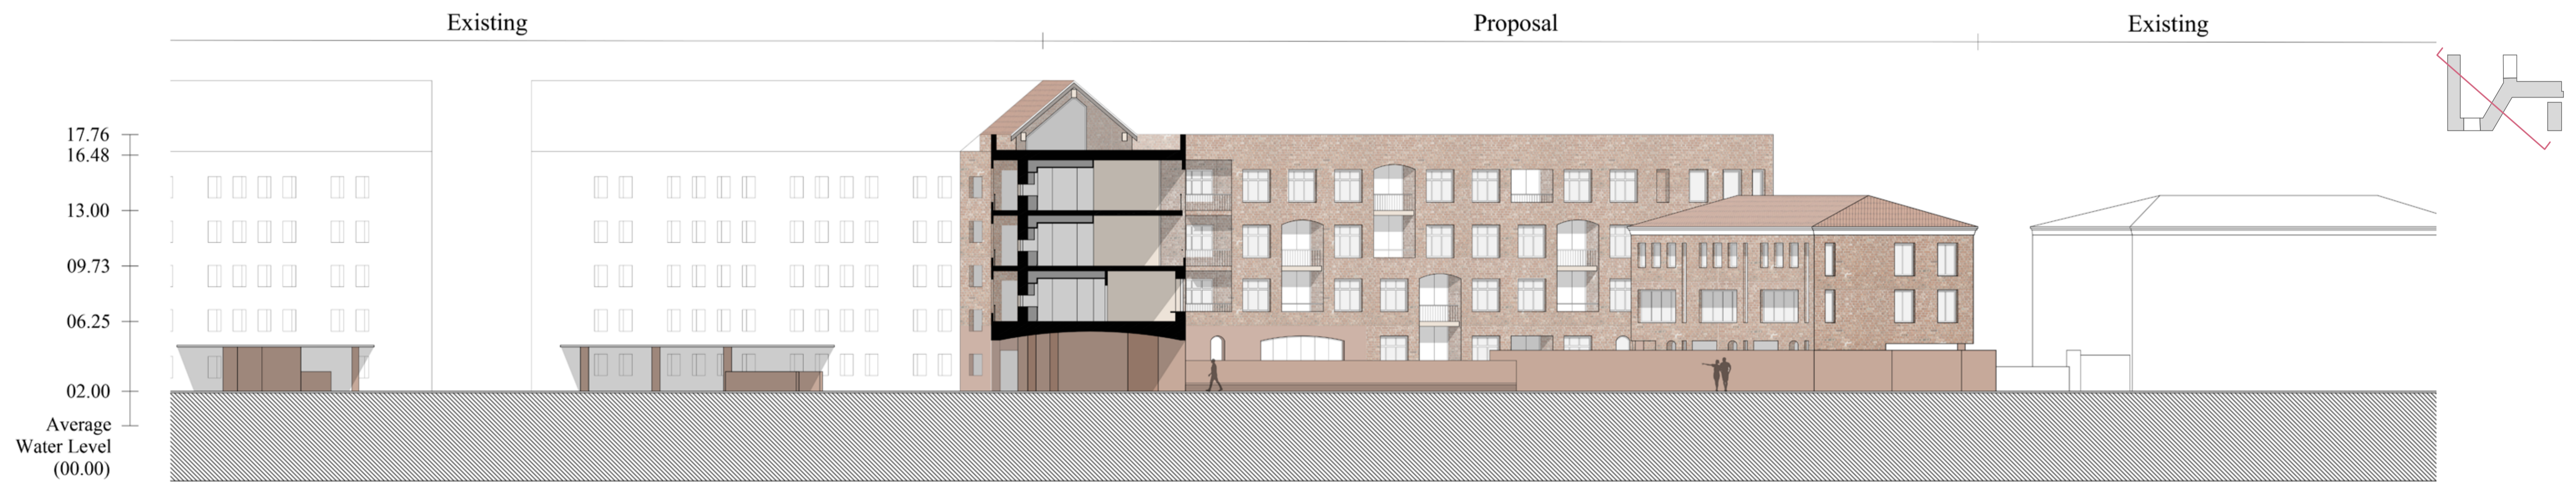 Existing
Proposal
Existing
17.76
16.48
13.00
09.73
06.25
02.00
Average
Water Level
(00.00)